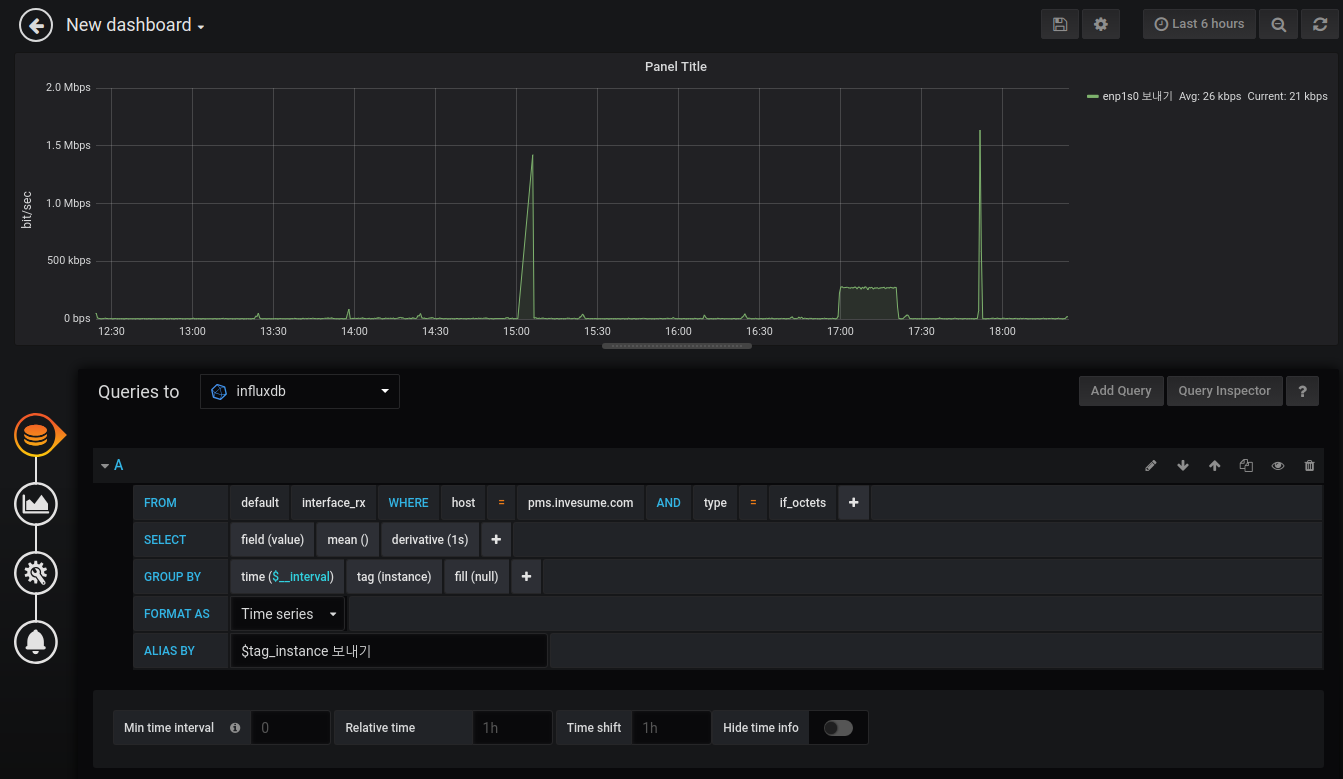 New dashboard
Last 6 hours
Panel Title
2.0 Mbps
1.5 Mbps
1.0 Mbps
500 kbps
0 bps
bit/sec
12:30 13:00 13:30 14:00 14:30 15:00 15:30 16:00 16:30 17:00 17:30 18:00
enp1s0 보내기 Avg: 26 kbps Current: 21 kbps
Queries to influxdb Add Query Query Inspector ?
A
FROM default interface_rx WHERE host = pms.invesume.com AND type = if_octets +
SELECT field (value) mean () derivative (1s) +
GROUP BY time ($__interval) tag (instance) fill (null) +
FORMAT AS Time series
ALIAS BY $tag_instance 보내기
Min time interval 0 Relative time 1h Time shift 1h Hide time info